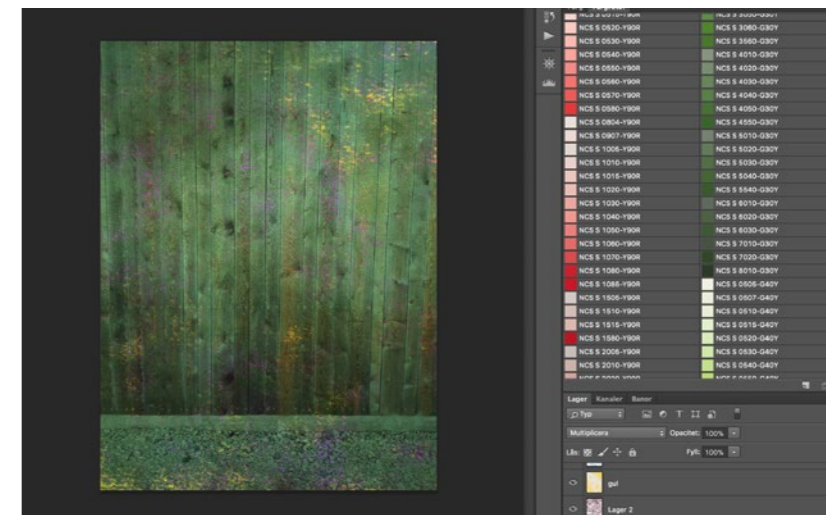 NCS S 0520-Y90R NCS S 3060-G30Y
NCS S 0530-Y90R NCS S 3560-G30Y
NCS S 0540-Y90R NCS S 4010-G30Y
NCS S 0550-Y90R NCS S 4020-G30Y
NCS S 0560-Y90R NCS S 4030-G30Y
NCS S 0570-Y90R NCS S 4040-G30Y
NCS S 0580-Y90R NCS S 4050-G30Y
NCS S 0804-Y90R NCS S 4550-G30Y
NCS S 0907-Y90R NCS S 5010-G30Y
NCS S 1005-Y90R NCS S 5020-G30Y
NCS S 1010-Y90R NCS S 5030-G30Y
NCS S 1015-Y90R NCS S 5040-G30Y
NCS S 1020-Y90R NCS S 5540-G30Y
NCS S 1030-Y90R NCS S 6010-G30Y
NCS S 1040-Y90R NCS S 6020-G30Y
NCS S 1050-Y90R NCS S 6030-G30Y
NCS S 1060-Y90R NCS S 7010-G30Y
NCS S 1070-Y90R NCS S 7020-G30Y
NCS S 1080-Y90R NCS S 8010-G30Y
NCS S 1085-Y90R NCS S 0505-G40Y
NCS S 1505-Y90R NCS S 0507-G40Y
NCS S 1510-Y90R NCS S 0510-G40Y
NCS S 1515-Y90R NCS S 0515-G40Y
NCS S 1580-Y90R NCS S 0520-G40Y
NCS S 2005-Y90R NCS S 0530-G40Y
NCS S 2010-Y90R NCS S 0540-G40Y
Lager Kanaler Banor
Typ
Multiplicera Opacitet: 100%
Lås: Fyll: 100%
gul
Lager 2